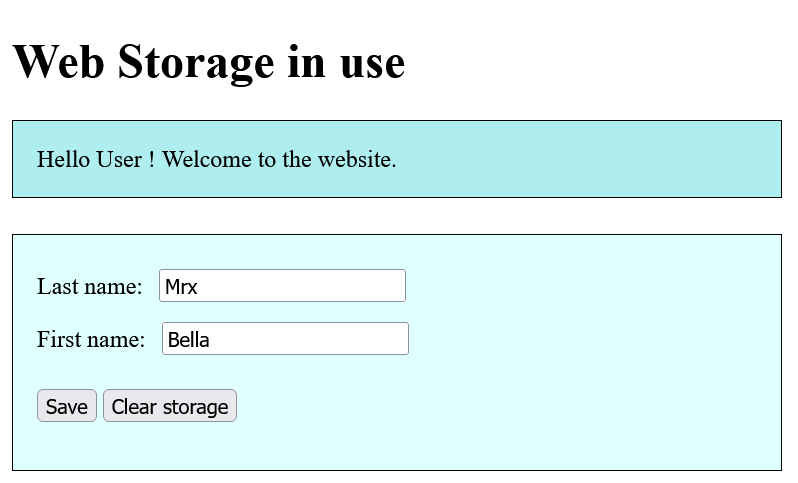 Web Storage in use
Hello User ! Welcome to the website.
Last name: Mrx
First name: Bella
Save Clear storage